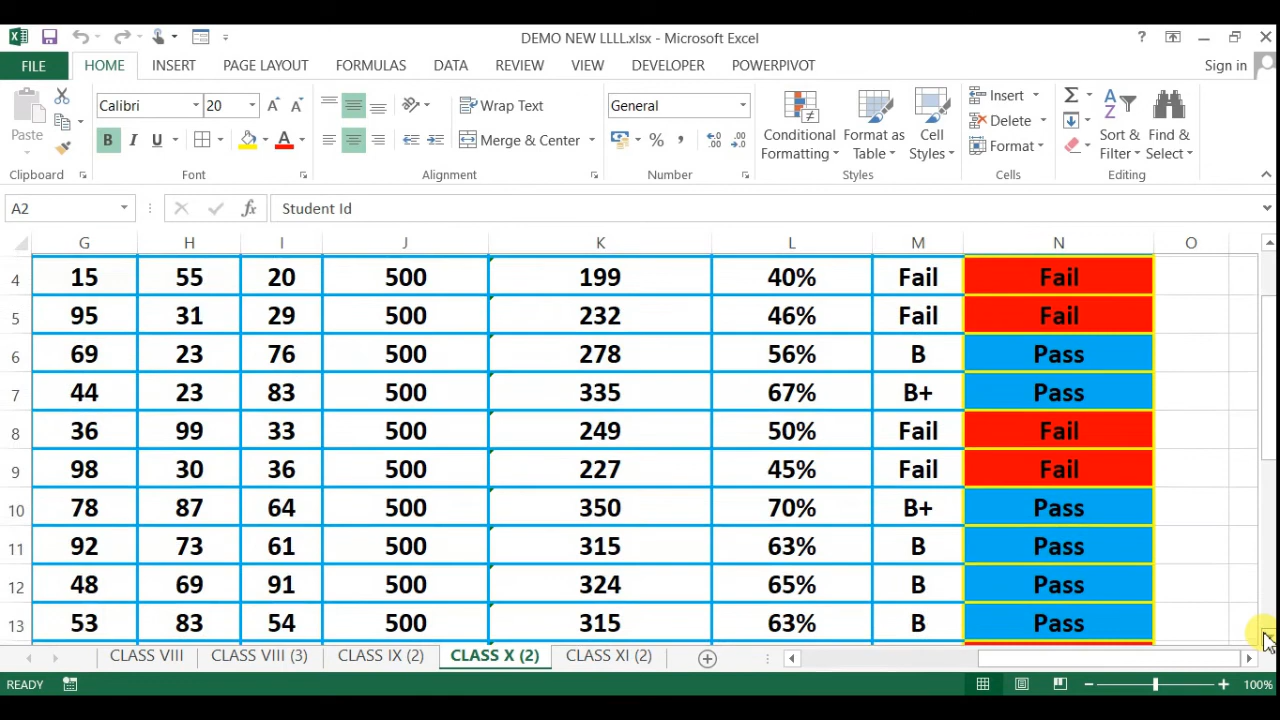 DEMO NEW LLLL.xlsx - Microsoft Excel
?
FILE HOME INSERT PAGE LAYOUT FORMULAS DATA REVIEW VIEW DEVELOPER POWERPIVOT Sign in
Paste
Calibri 20
B I U
Wrap Text
Merge & Center
General
%
Conditional Formatting
Format as Table
Cell Styles
Insert
Delete
Format
Sort & Filter
Find & Select
Clipboard Font Alignment Number Styles Cells Editing
A2 fx Student Id
G H I J K L M N O
4 15 55 20 500 199 40% Fail Fail
5 95 31 29 500 232 46% Fail Fail
6 69 23 76 500 278 56% B Pass
7 44 23 83 500 335 67% B+ Pass
8 36 99 33 500 249 50% Fail Fail
9 98 30 36 500 227 45% Fail Fail
10 78 87 64 500 350 70% B+ Pass
11 92 73 61 500 315 63% B Pass
12 48 69 91 500 324 65% B Pass
13 53 83 54 500 315 63% B Pass
CLASS VIII CLASS VIII (3) CLASS IX (2) CLASS X (2) CLASS XI (2)
READY 100%